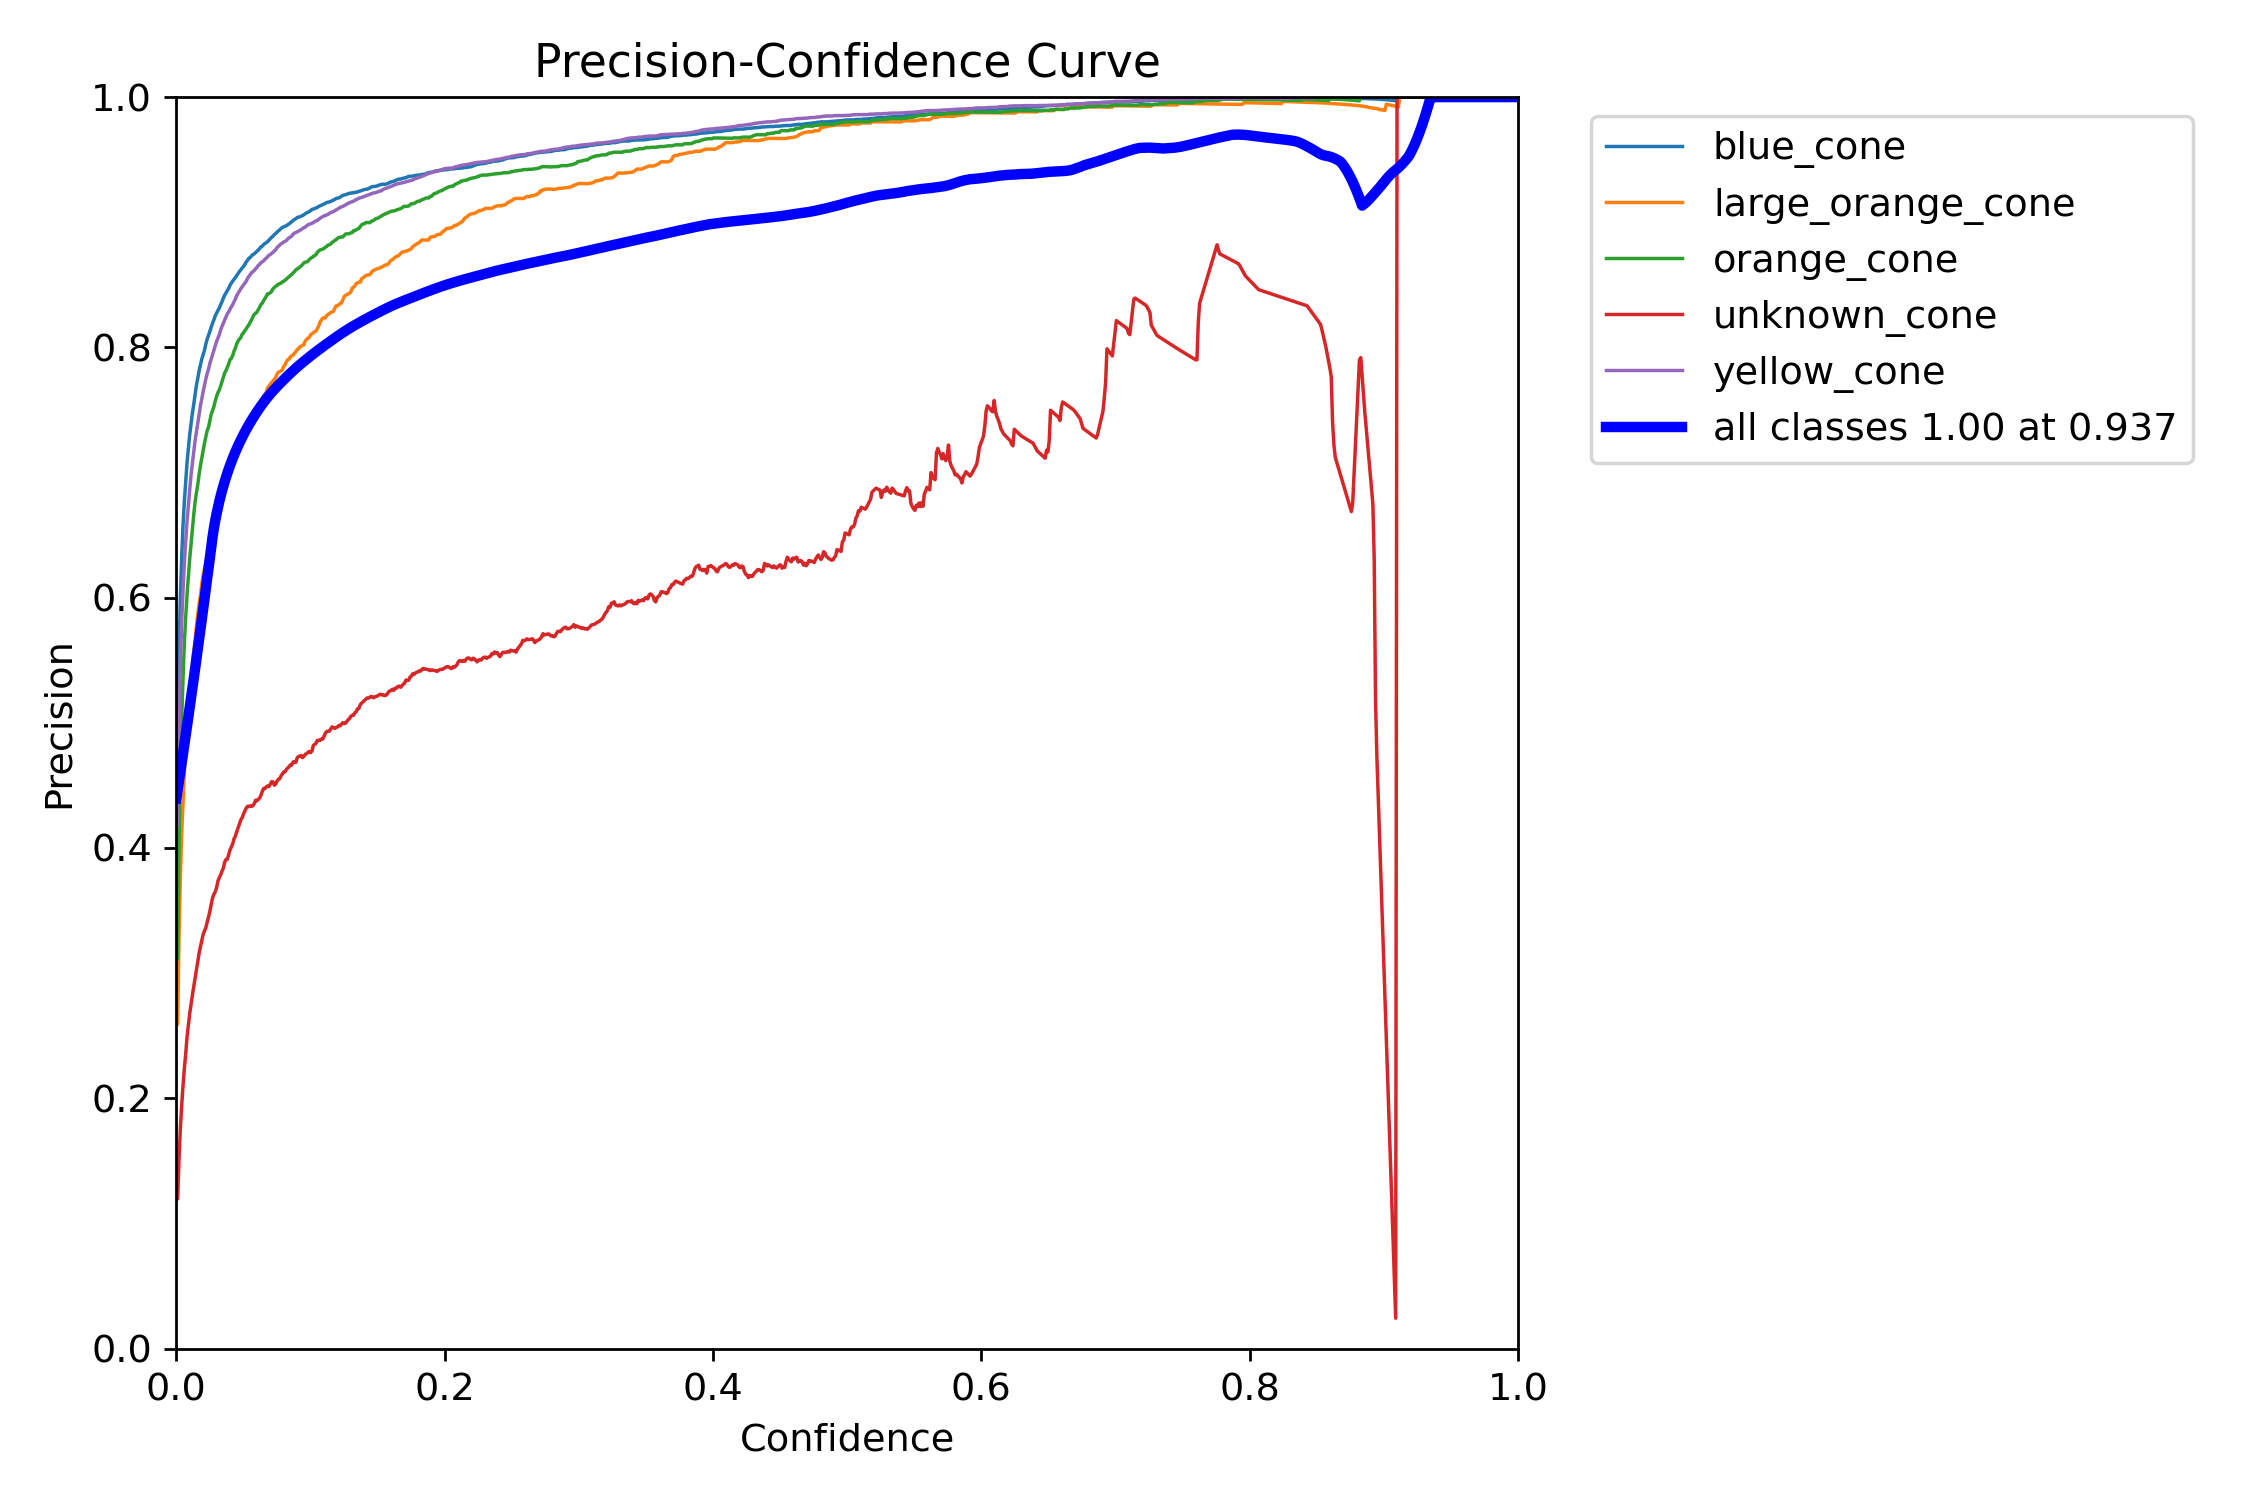 Precision-Confidence Curve
1.0
0.8
0.6
0.4
0.2
0.0
Precision
0.0 0.2 0.4 0.6 0.8 1.0
Confidence
blue_cone
large_orange_cone
orange_cone
unknown_cone
yellow_cone
all classes 1.00 at 0.937